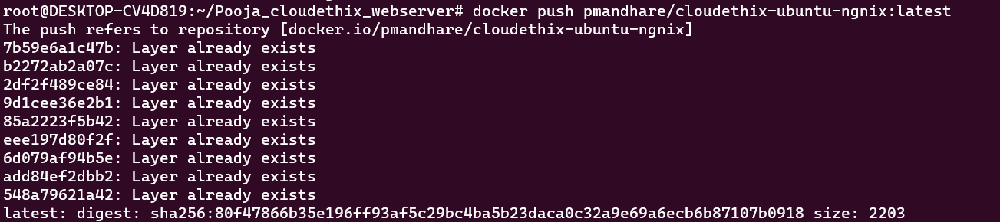 root@DESKTOP-CV4D819:~/Pooja_cloudethix_webserver# docker push pmandhare/cloudethix-ubuntu-ngnix:latest
The push refers to repository [docker.io/pmandhare/cloudethix-ubuntu-ngnix]
7b59e6a1c47b: Layer already exists
b2272ab2a07c: Layer already exists
2df2f489ce84: Layer already exists
9d1cee36e2b1: Layer already exists
85a2223f5b42: Layer already exists
eee197d80f2f: Layer already exists
6d079af94b5e: Layer already exists
add84ef2dbb2: Layer already exists
548a79621a42: Layer already exists
latest: digest: sha256:80f47866b35e196ff93af5c29bc4ba5b23daca0c32a9e69a6ecb6b87107b0918 size: 2203